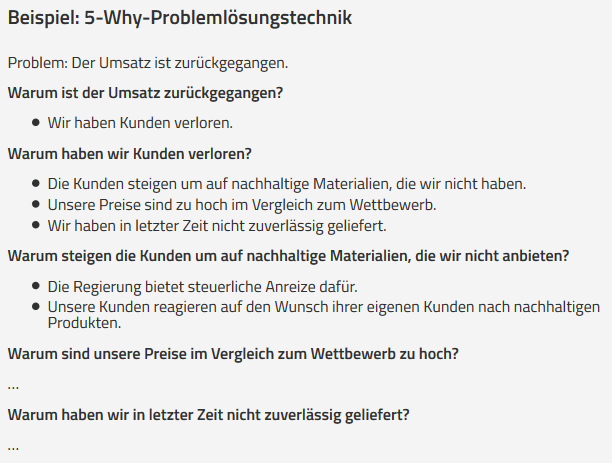 Beispiel: 5-Why-Problemlösungstechnik
Problem: Der Umsatz ist zurückgegangen.
Warum ist der Umsatz zurückgegangen?
● Wir haben Kunden verloren.
Warum haben wir Kunden verloren?
● Die Kunden steigen um auf nachhaltige Materialien, die wir nicht haben.
● Unsere Preise sind zu hoch im Vergleich zum Wettbewerb.
● Wir haben in letzter Zeit nicht zuverlässig geliefert.
Warum steigen die Kunden um auf nachhaltige Materialien, die wir nicht anbieten?
● Die Regierung bietet steuerliche Anreize dafür.
● Unsere Kunden reagieren auf den Wunsch ihrer eigenen Kunden nach nachhaltigen
Produkten.
Warum sind unsere Preise im Vergleich zum Wettbewerb zu hoch?
...
Warum haben wir in letzter Zeit nicht zuverlässig geliefert?
...